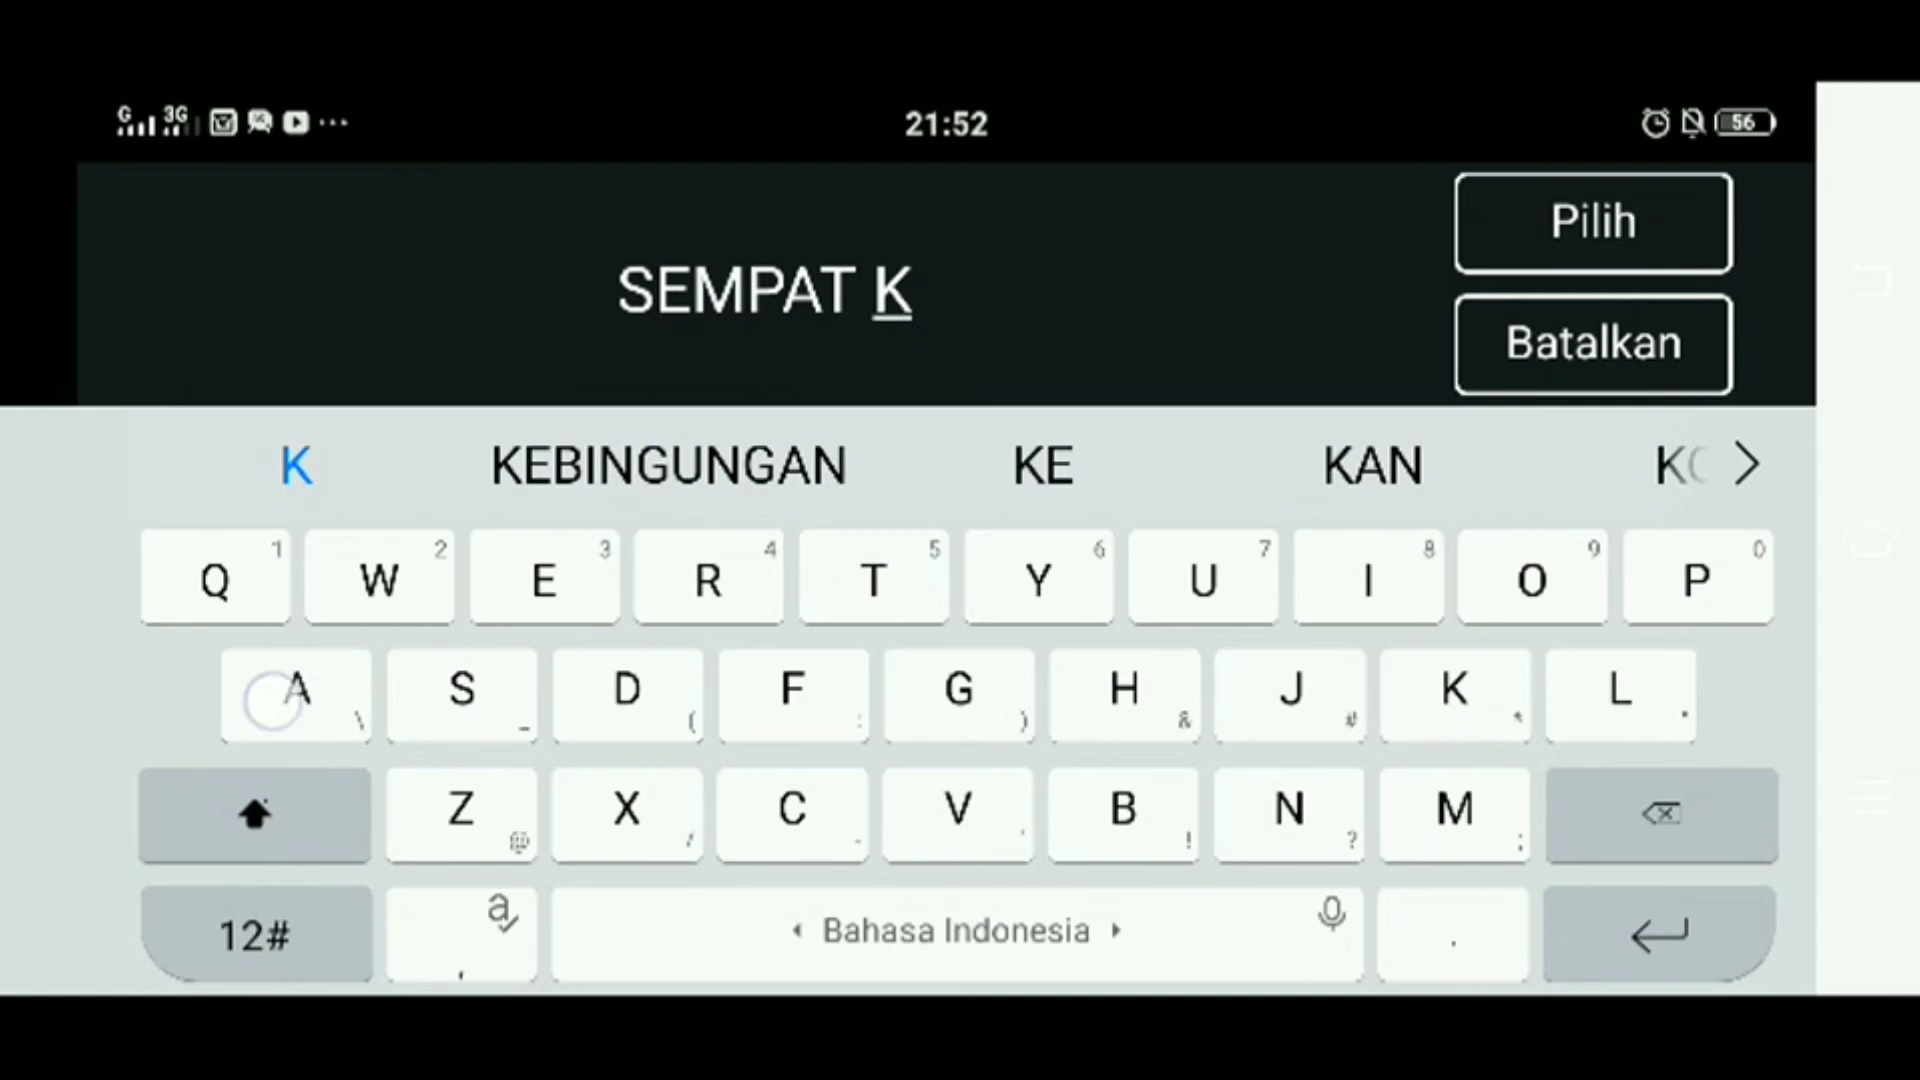 G 3G 21:52 56
Pilih
SEMPAT K
Batalkan
K KEBINGUNGAN KE KAN
Q 1 W 2 E 3 R 4 T 5 Y 6 U 7 I 8 O 9 P 0
A \ S _ D ( F : G ) H & J # K * L
Z @ X / C - V ' B ! N ? M ;
12# , Bahasa Indonesia .